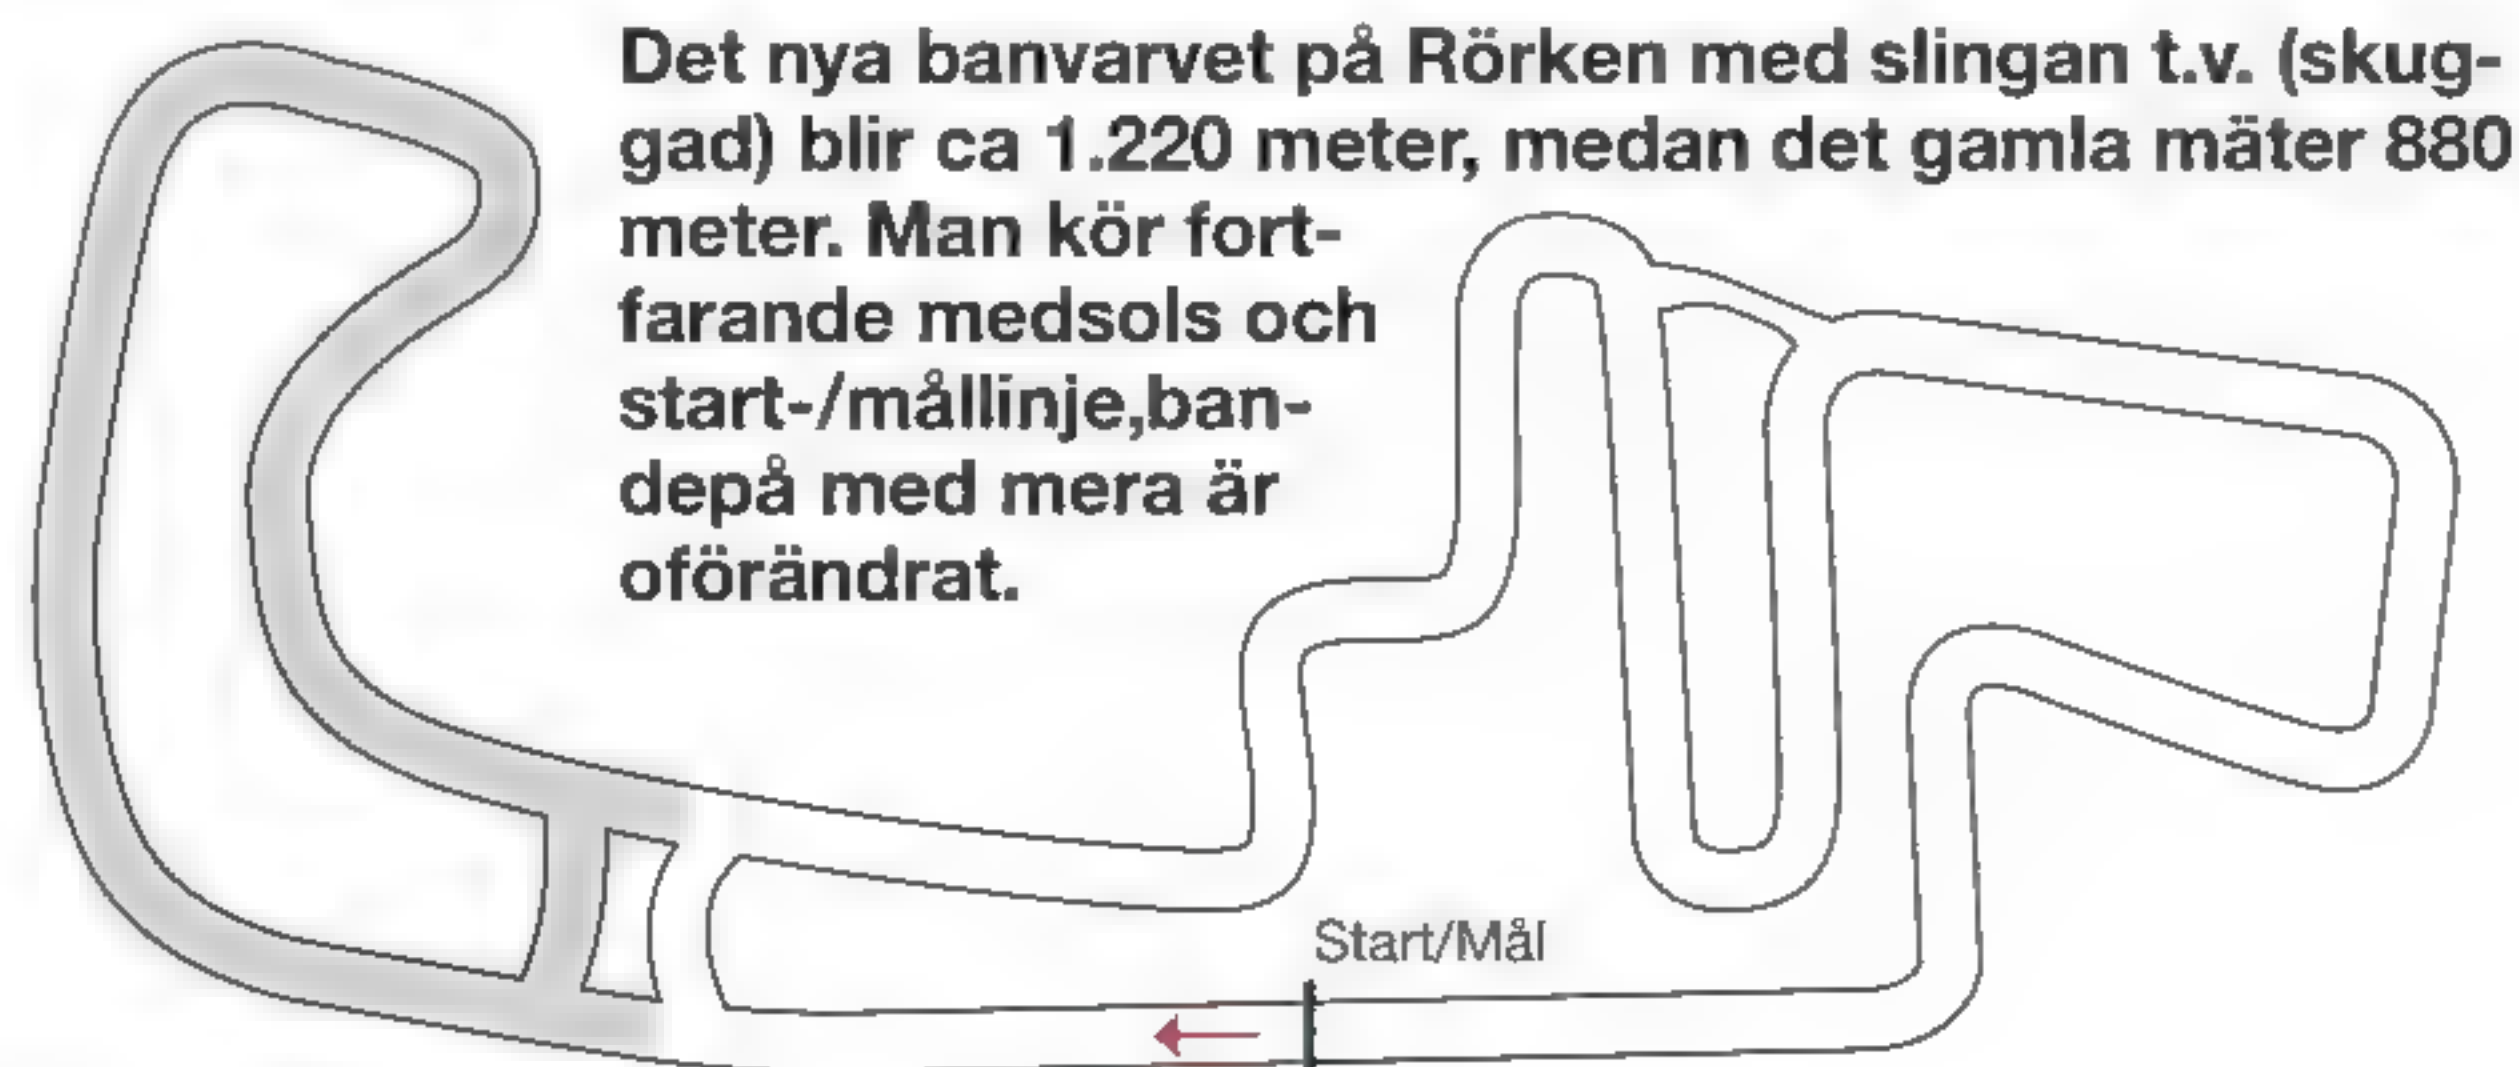 Det nya banvarvet på Rörken med slingan t.v. (skug-
gad) blir ca 1.220 meter, medan det gamla mäter 880
meter. Man kör fort-
farande medsols och
start-/mållinje,ban-
depå med mera är
oförändrat.
Start/Mål